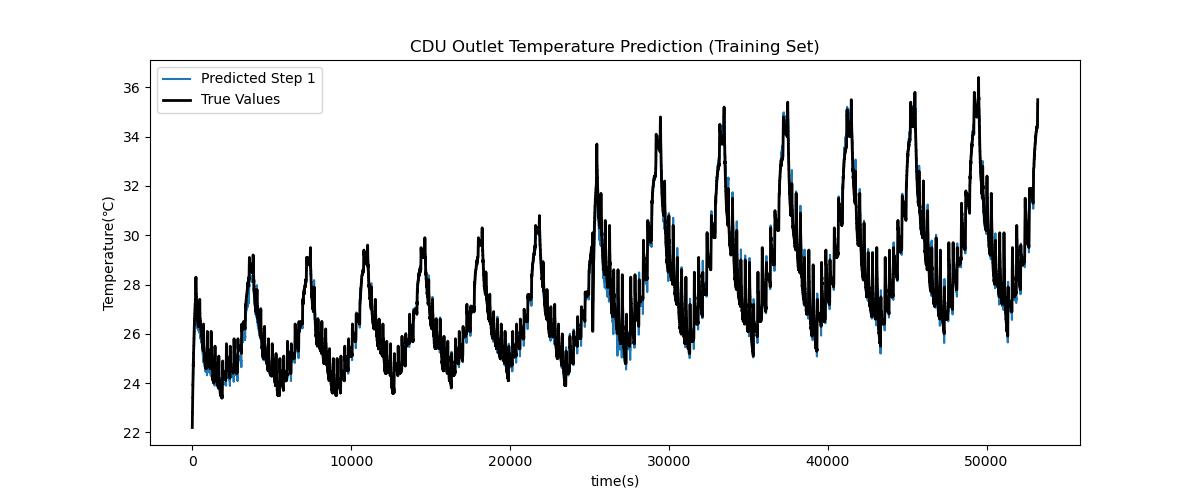 CDU Outlet Temperature Prediction (Training Set)
Predicted Step 1
True Values
Temperature(℃)
36
34
32
30
28
26
24
22
0 10000 20000 30000 40000 50000
time(s)